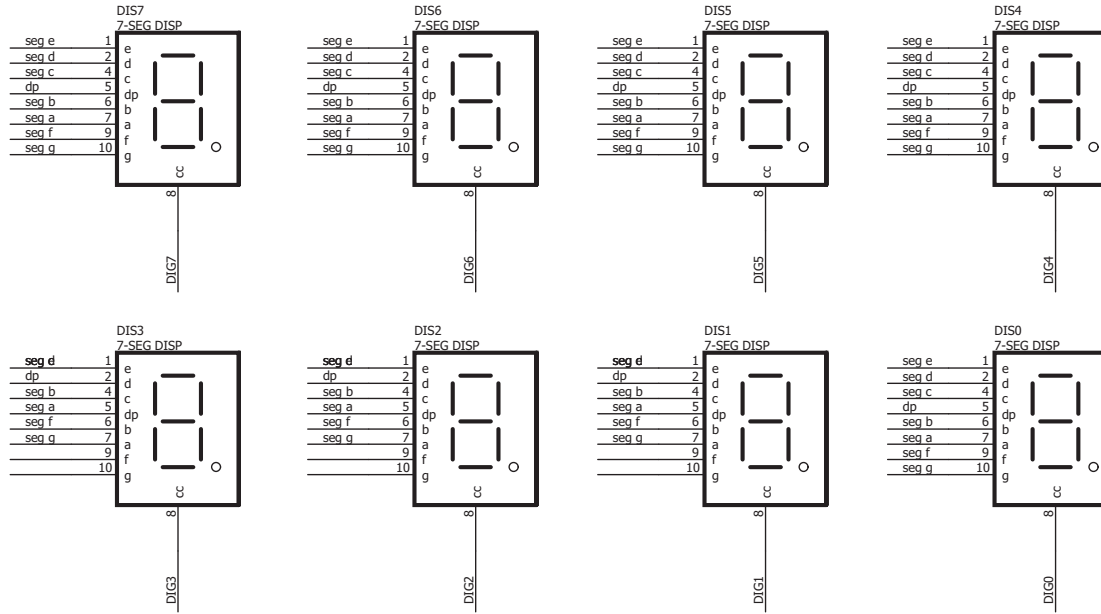 DIS7
7-SEG DISP
seg e 1 e
seg d 2 d
seg c 4 c
dp 5 dp
seg b 6 b
seg a 7 a
seg f 9 f
seg g 10 g
cc
8
DIG7
DIS6
7-SEG DISP
seg e 1 e
seg d 2 d
seg c 4 c
dp 5 dp
seg b 6 b
seg a 7 a
seg f 9 f
seg g 10 g
cc
8
DIG6
DIS5
7-SEG DISP
seg e 1 e
seg d 2 d
seg c 4 c
dp 5 dp
seg b 6 b
seg a 7 a
seg f 9 f
seg g 10 g
cc
8
DIG5
DIS4
7-SEG DISP
seg e 1 e
seg d 2 d
seg c 4 c
dp 5 dp
seg b 6 b
seg a 7 a
seg f 9 f
seg g 10 g
cc
8
DIG4
DIS3
7-SEG DISP
seg d 1 e
dp 2 d
seg b 4 c
seg a 5 dp
seg f 6 b
seg g 7 a
9 f
10 g
cc
8
DIG3
DIS2
7-SEG DISP
seg d 1 e
dp 2 d
seg b 4 c
seg a 5 dp
seg f 6 b
seg g 7 a
9 f
10 g
cc
8
DIG2
DIS1
7-SEG DISP
seg d 1 e
dp 2 d
seg b 4 c
seg a 5 dp
seg f 6 b
seg g 7 a
9 f
10 g
cc
8
DIG1
DIS0
7-SEG DISP
seg e 1 e
seg d 2 d
seg c 4 c
dp 5 dp
seg b 6 b
seg a 7 a
seg f 9 f
seg g 10 g
cc
8
DIG0